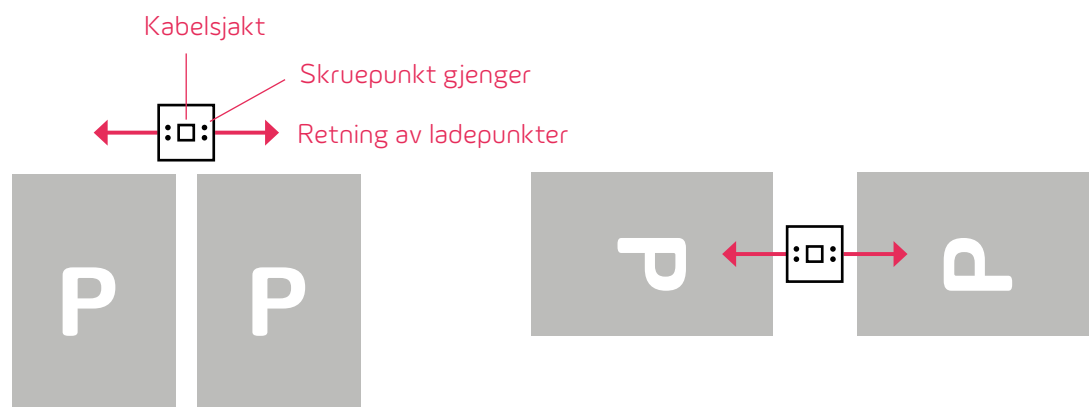 Kabelsjakt
Skruepunkt gjenger
Retning av ladepunkter
P P
P P